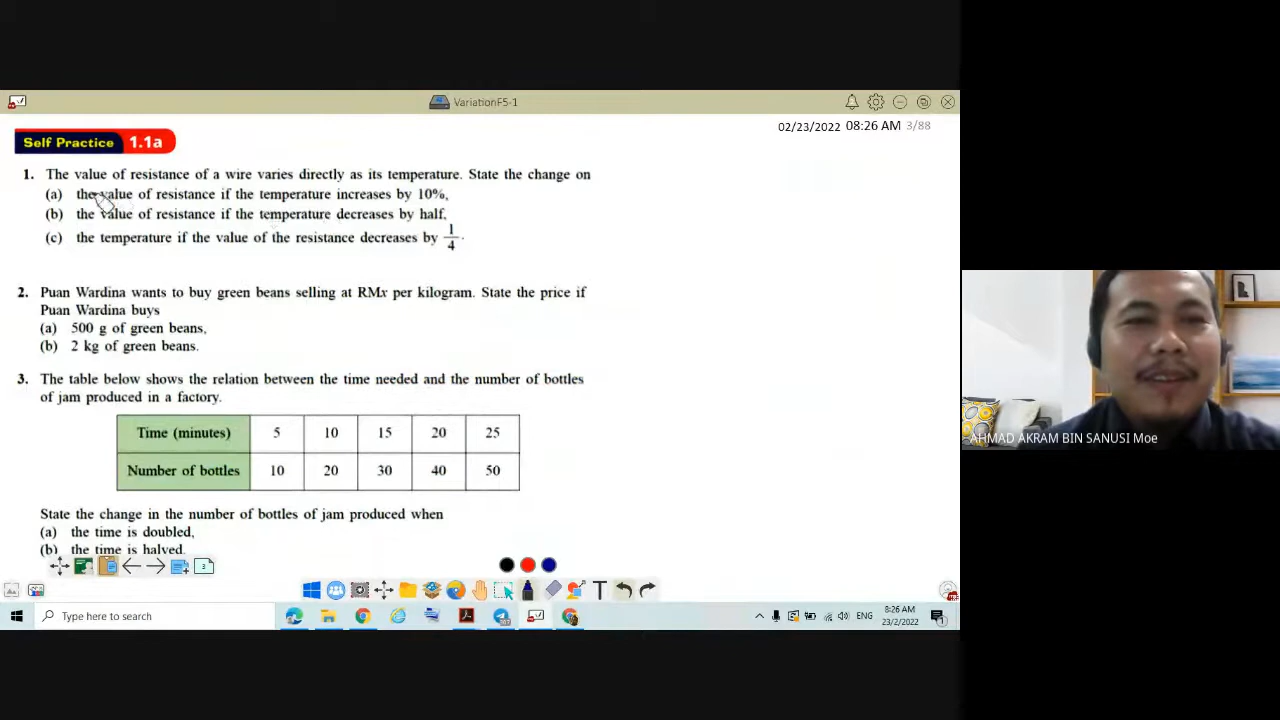 VariationF5-1
02/23/2022 08:26 AM 3/88
Self Practice 1.1a
1. The value of resistance of a wire varies directly as its temperature. State the change on
(a) the value of resistance if the temperature increases by 10%,
(b) the value of resistance if the temperature decreases by half,
(c) the temperature if the value of the resistance decreases by 1/4.
2. Puan Wardina wants to buy green beans selling at RMx per kilogram. State the price if
Puan Wardina buys
(a) 500 g of green beans,
(b) 2 kg of green beans.
3. The table below shows the relation between the time needed and the number of bottles
of jam produced in a factory.
Time (minutes) 5 10 15 20 25
Number of bottles 10 20 30 40 50
State the change in the number of bottles of jam produced when
(a) the time is doubled,
(b) the time is halved.
AHMAD AKRAM BIN SANUSI Moe
3
T
Type here to search
ENG
8:26 AM
23/2/2022
1